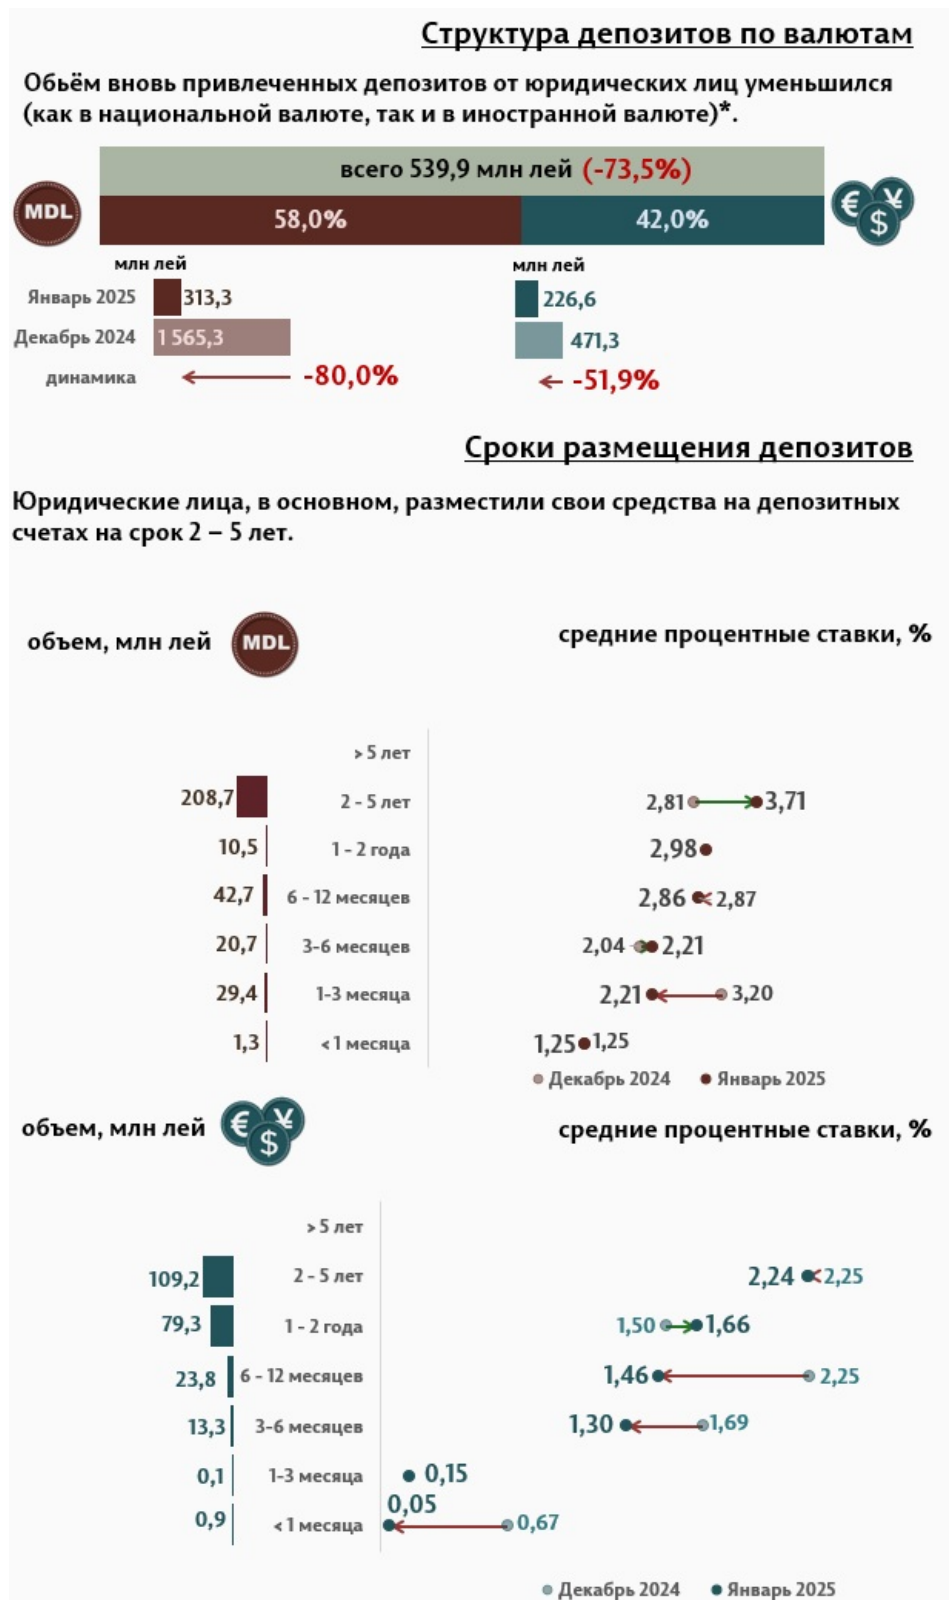 Структура депозитов по валютам
Обьём вновь привлеченных депозитов от юридических лиц уменьшился
(как в национальной валюте, так и в иностранной валюте)*.
всего 539,9 млн лей (-73,5%)
MDL 58,0% 42,0% € ¥ $
млн лей млн лей
Январь 2025 313,3 226,6
Декабрь 2024 1 565,3 471,3
динамика -80,0% -51,9%
Сроки размещения депозитов
Юридические лица, в основном, разместили свои средства на депозитных
счетах на срок 2 – 5 лет.
объем, млн лей MDL средние процентные ставки, %
> 5 лет
208,7 2 - 5 лет 2,81 3,71
10,5 1 - 2 года 2,98
42,7 6 - 12 месяцев 2,86 2,87
20,7 3-6 месяцев 2,04 2,21
29,4 1-3 месяца 2,21 3,20
1,3 < 1 месяца 1,25 1,25
Декабрь 2024 Январь 2025
объем, млн лей € ¥ $ средние процентные ставки, %
> 5 лет
109,2 2 - 5 лет 2,24 2,25
79,3 1 - 2 года 1,50 1,66
23,8 6 - 12 месяцев 1,46 2,25
13,3 3-6 месяцев 1,30 1,69
0,1 1-3 месяца 0,15
0,9 < 1 месяца 0,05 0,67
Декабрь 2024 Январь 2025